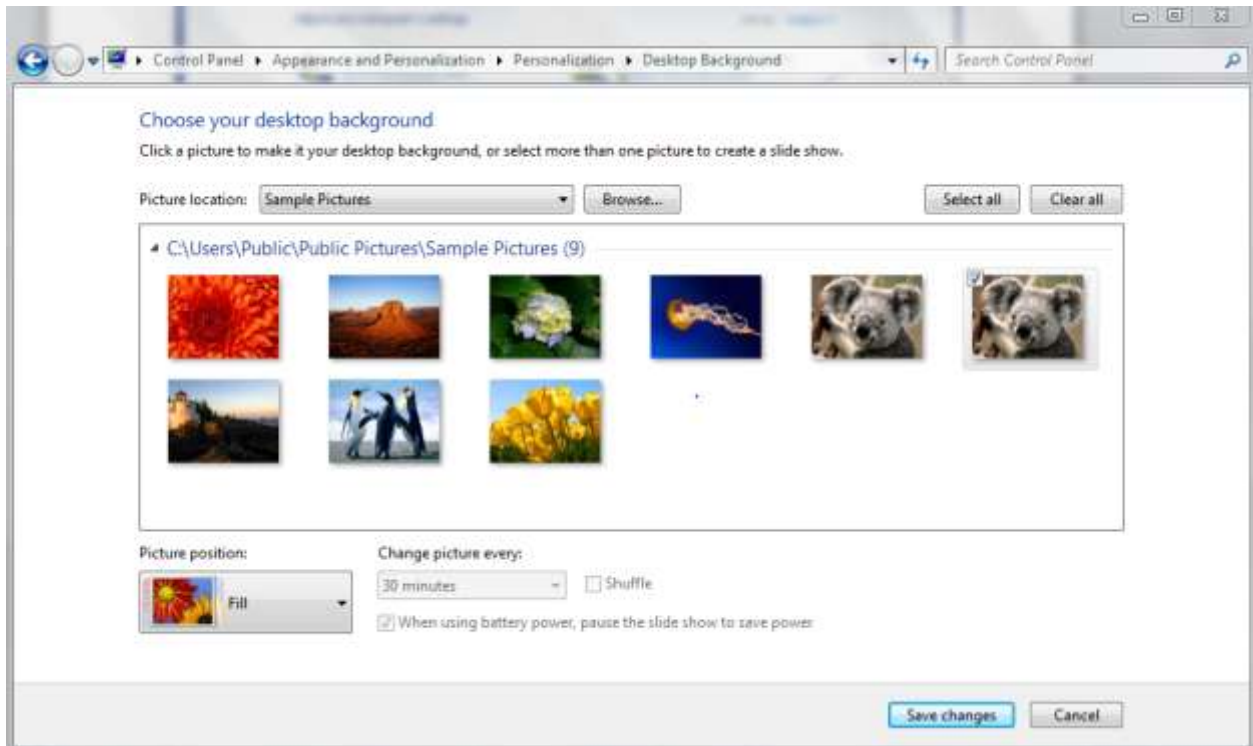 Control Panel ▸ Appearance and Personalization ▸ Personalization ▸ Desktop Background
Search Control Panel
Choose your desktop background
Click a picture to make it your desktop background, or select more than one picture to create a slide show.
Picture location: Sample Pictures Browse... Select all Clear all
C:\Users\Public\Public Pictures\Sample Pictures (9)
Picture position: Change picture every:
Fill 30 minutes Shuffle
When using battery power, pause the slide show to save power
Save changes Cancel